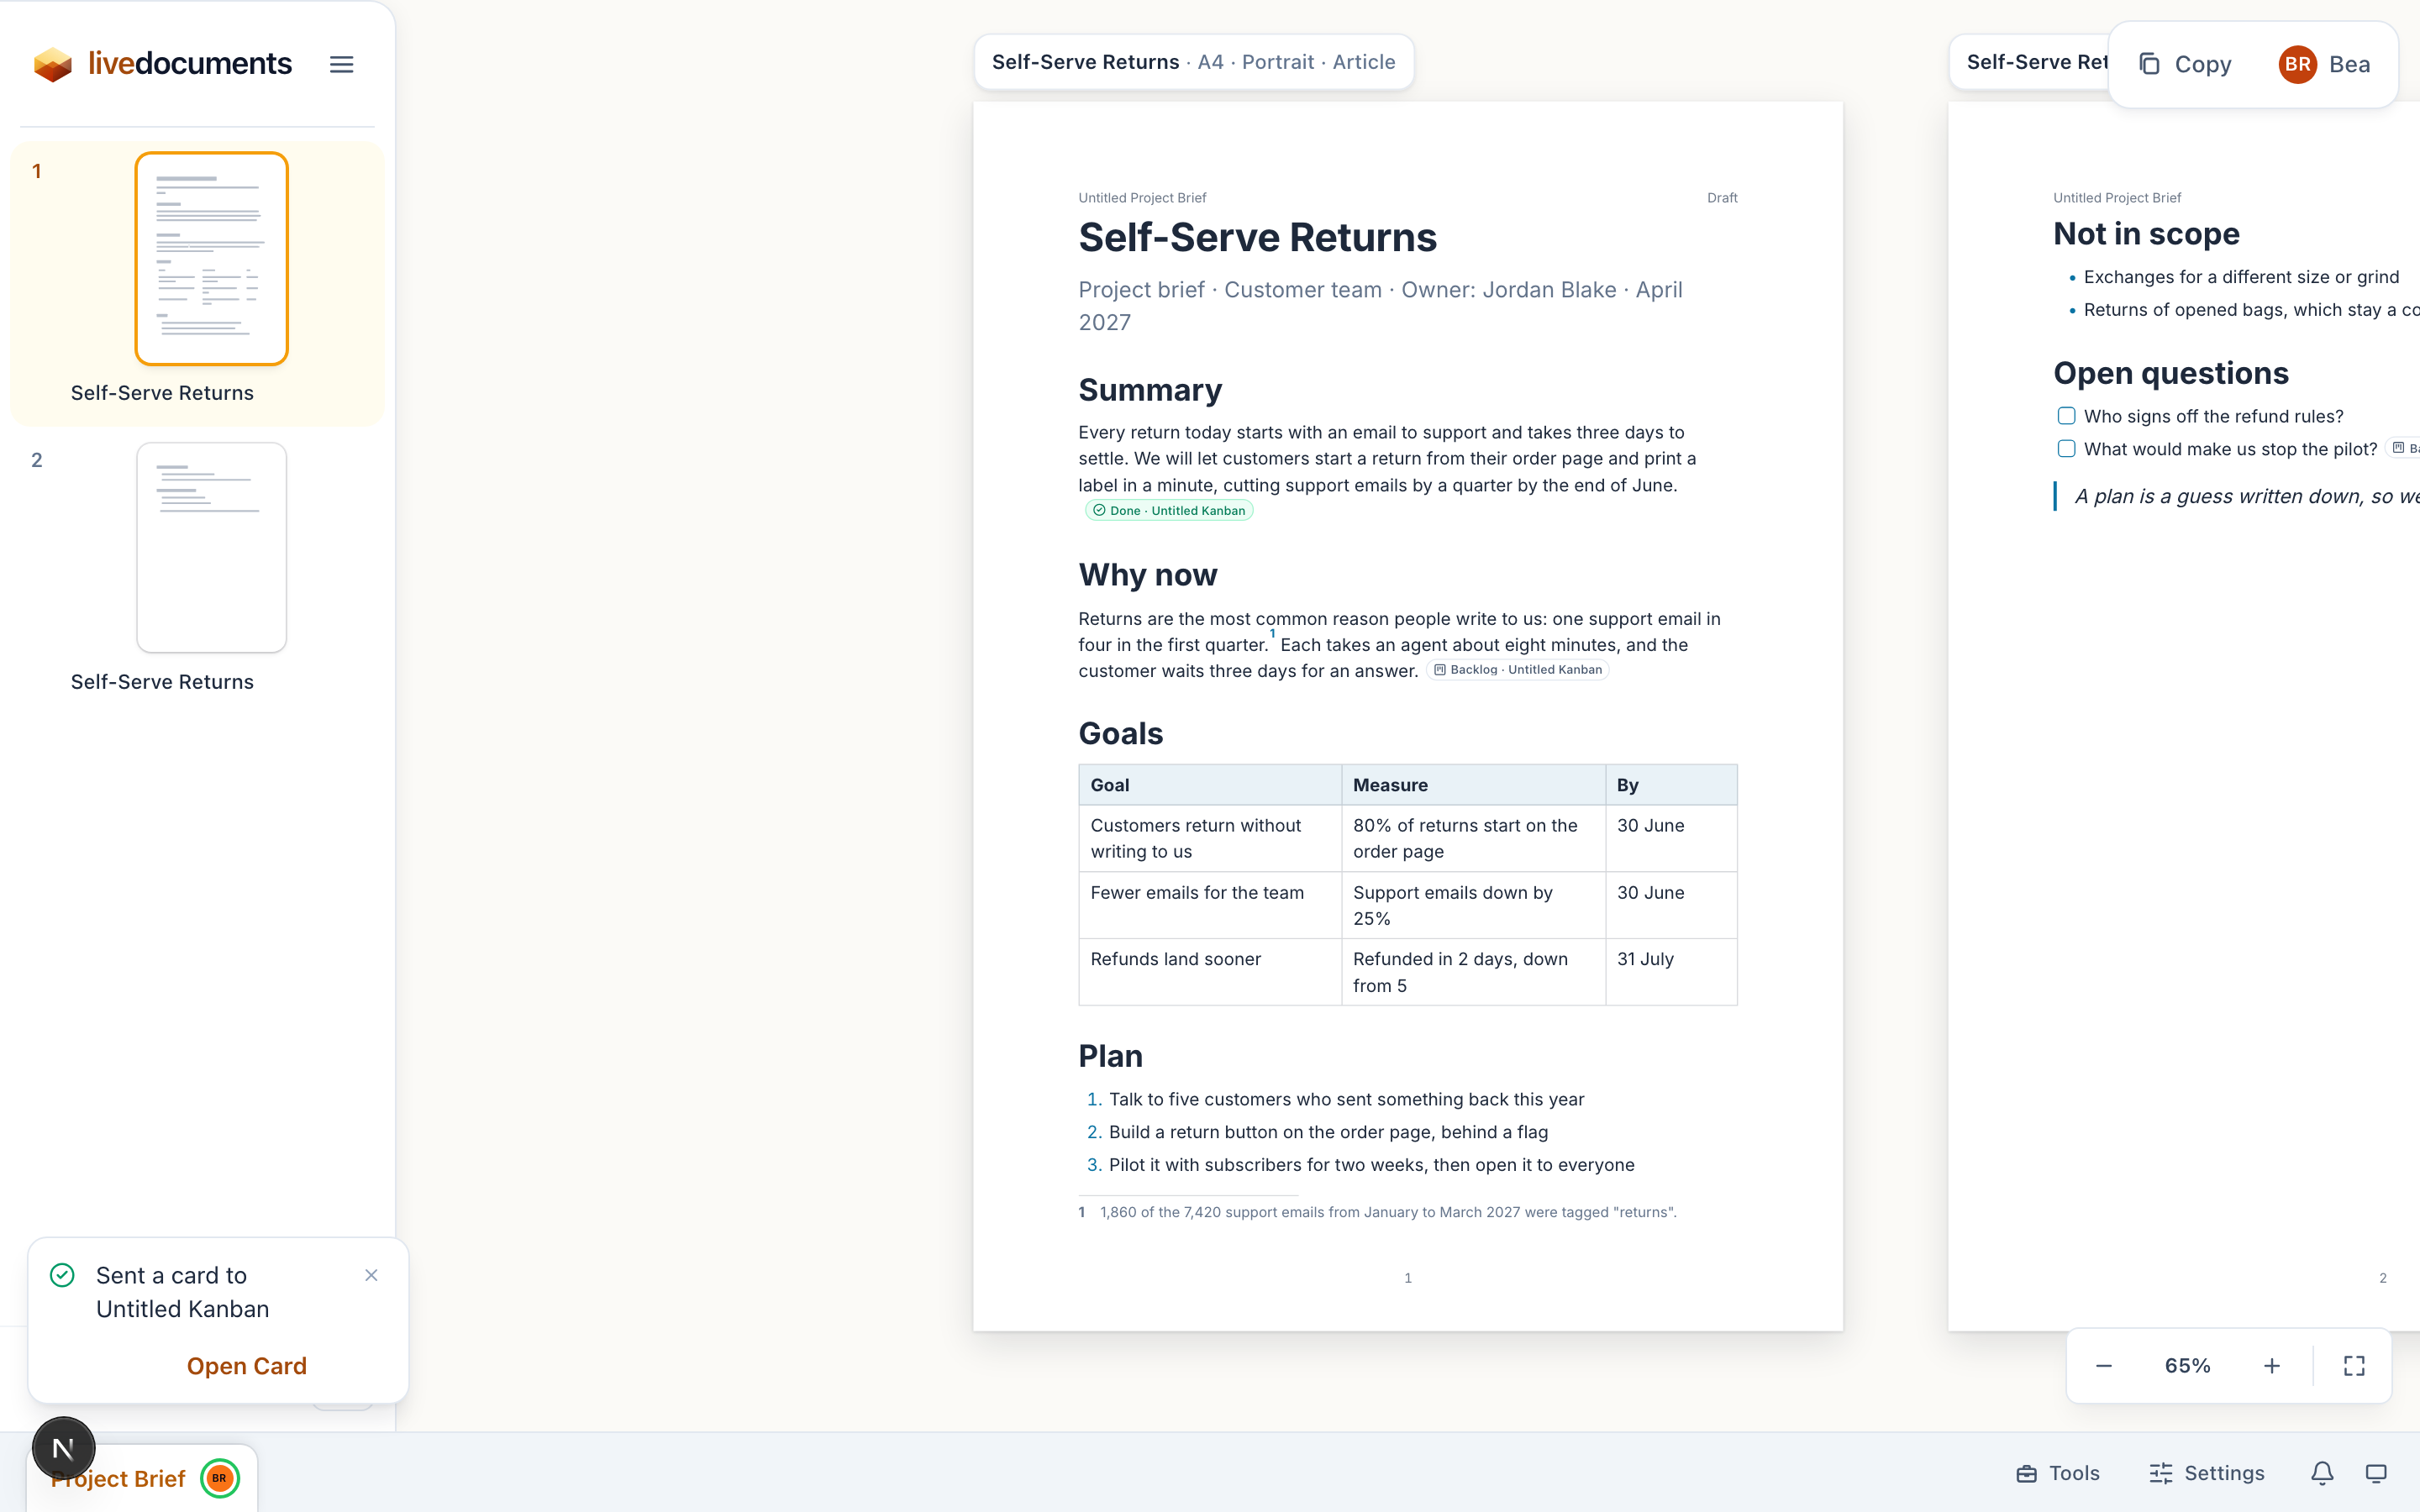 livedocuments
1
Self-Serve Returns
2
Self-Serve Returns
Sent a card to
Untitled Kanban
Open Card
Self-Serve Returns · A4 · Portrait · Article
Untitled Project Brief
Draft
Self-Serve Returns
Project brief · Customer team · Owner: Jordan Blake · April
2027
Summary
Every return today starts with an email to support and takes three days to
settle. We will let customers start a return from their order page and print a
label in a minute, cutting support emails by a quarter by the end of June.
Done · Untitled Kanban
Why now
Returns are the most common reason people write to us: one support email in
four in the first quarter.1 Each takes an agent about eight minutes, and the
customer waits three days for an answer. Backlog · Untitled Kanban
Goals
Goal Measure By
Customers return without
writing to us
80% of returns start on the
order page
30 June
Fewer emails for the team
Support emails down by
25%
30 June
Refunds land sooner
Refunded in 2 days, down
from 5
31 July
Plan
1. Talk to five customers who sent something back this year
2. Build a return button on the order page, behind a flag
3. Pilot it with subscribers for two weeks, then open it to everyone
1 1,860 of the 7,420 support emails from January to March 2027 were tagged "returns".
1
Self-Serve Ret
Copy
BR Bea
Untitled Project Brief
Not in scope
• Exchanges for a different size or grind
• Returns of opened bags, which stay a co
Open questions
Who signs off the refund rules?
What would make us stop the pilot? Ba
A plan is a guess written down, so we
2
65%
N
Project Brief BR
Tools
Settings